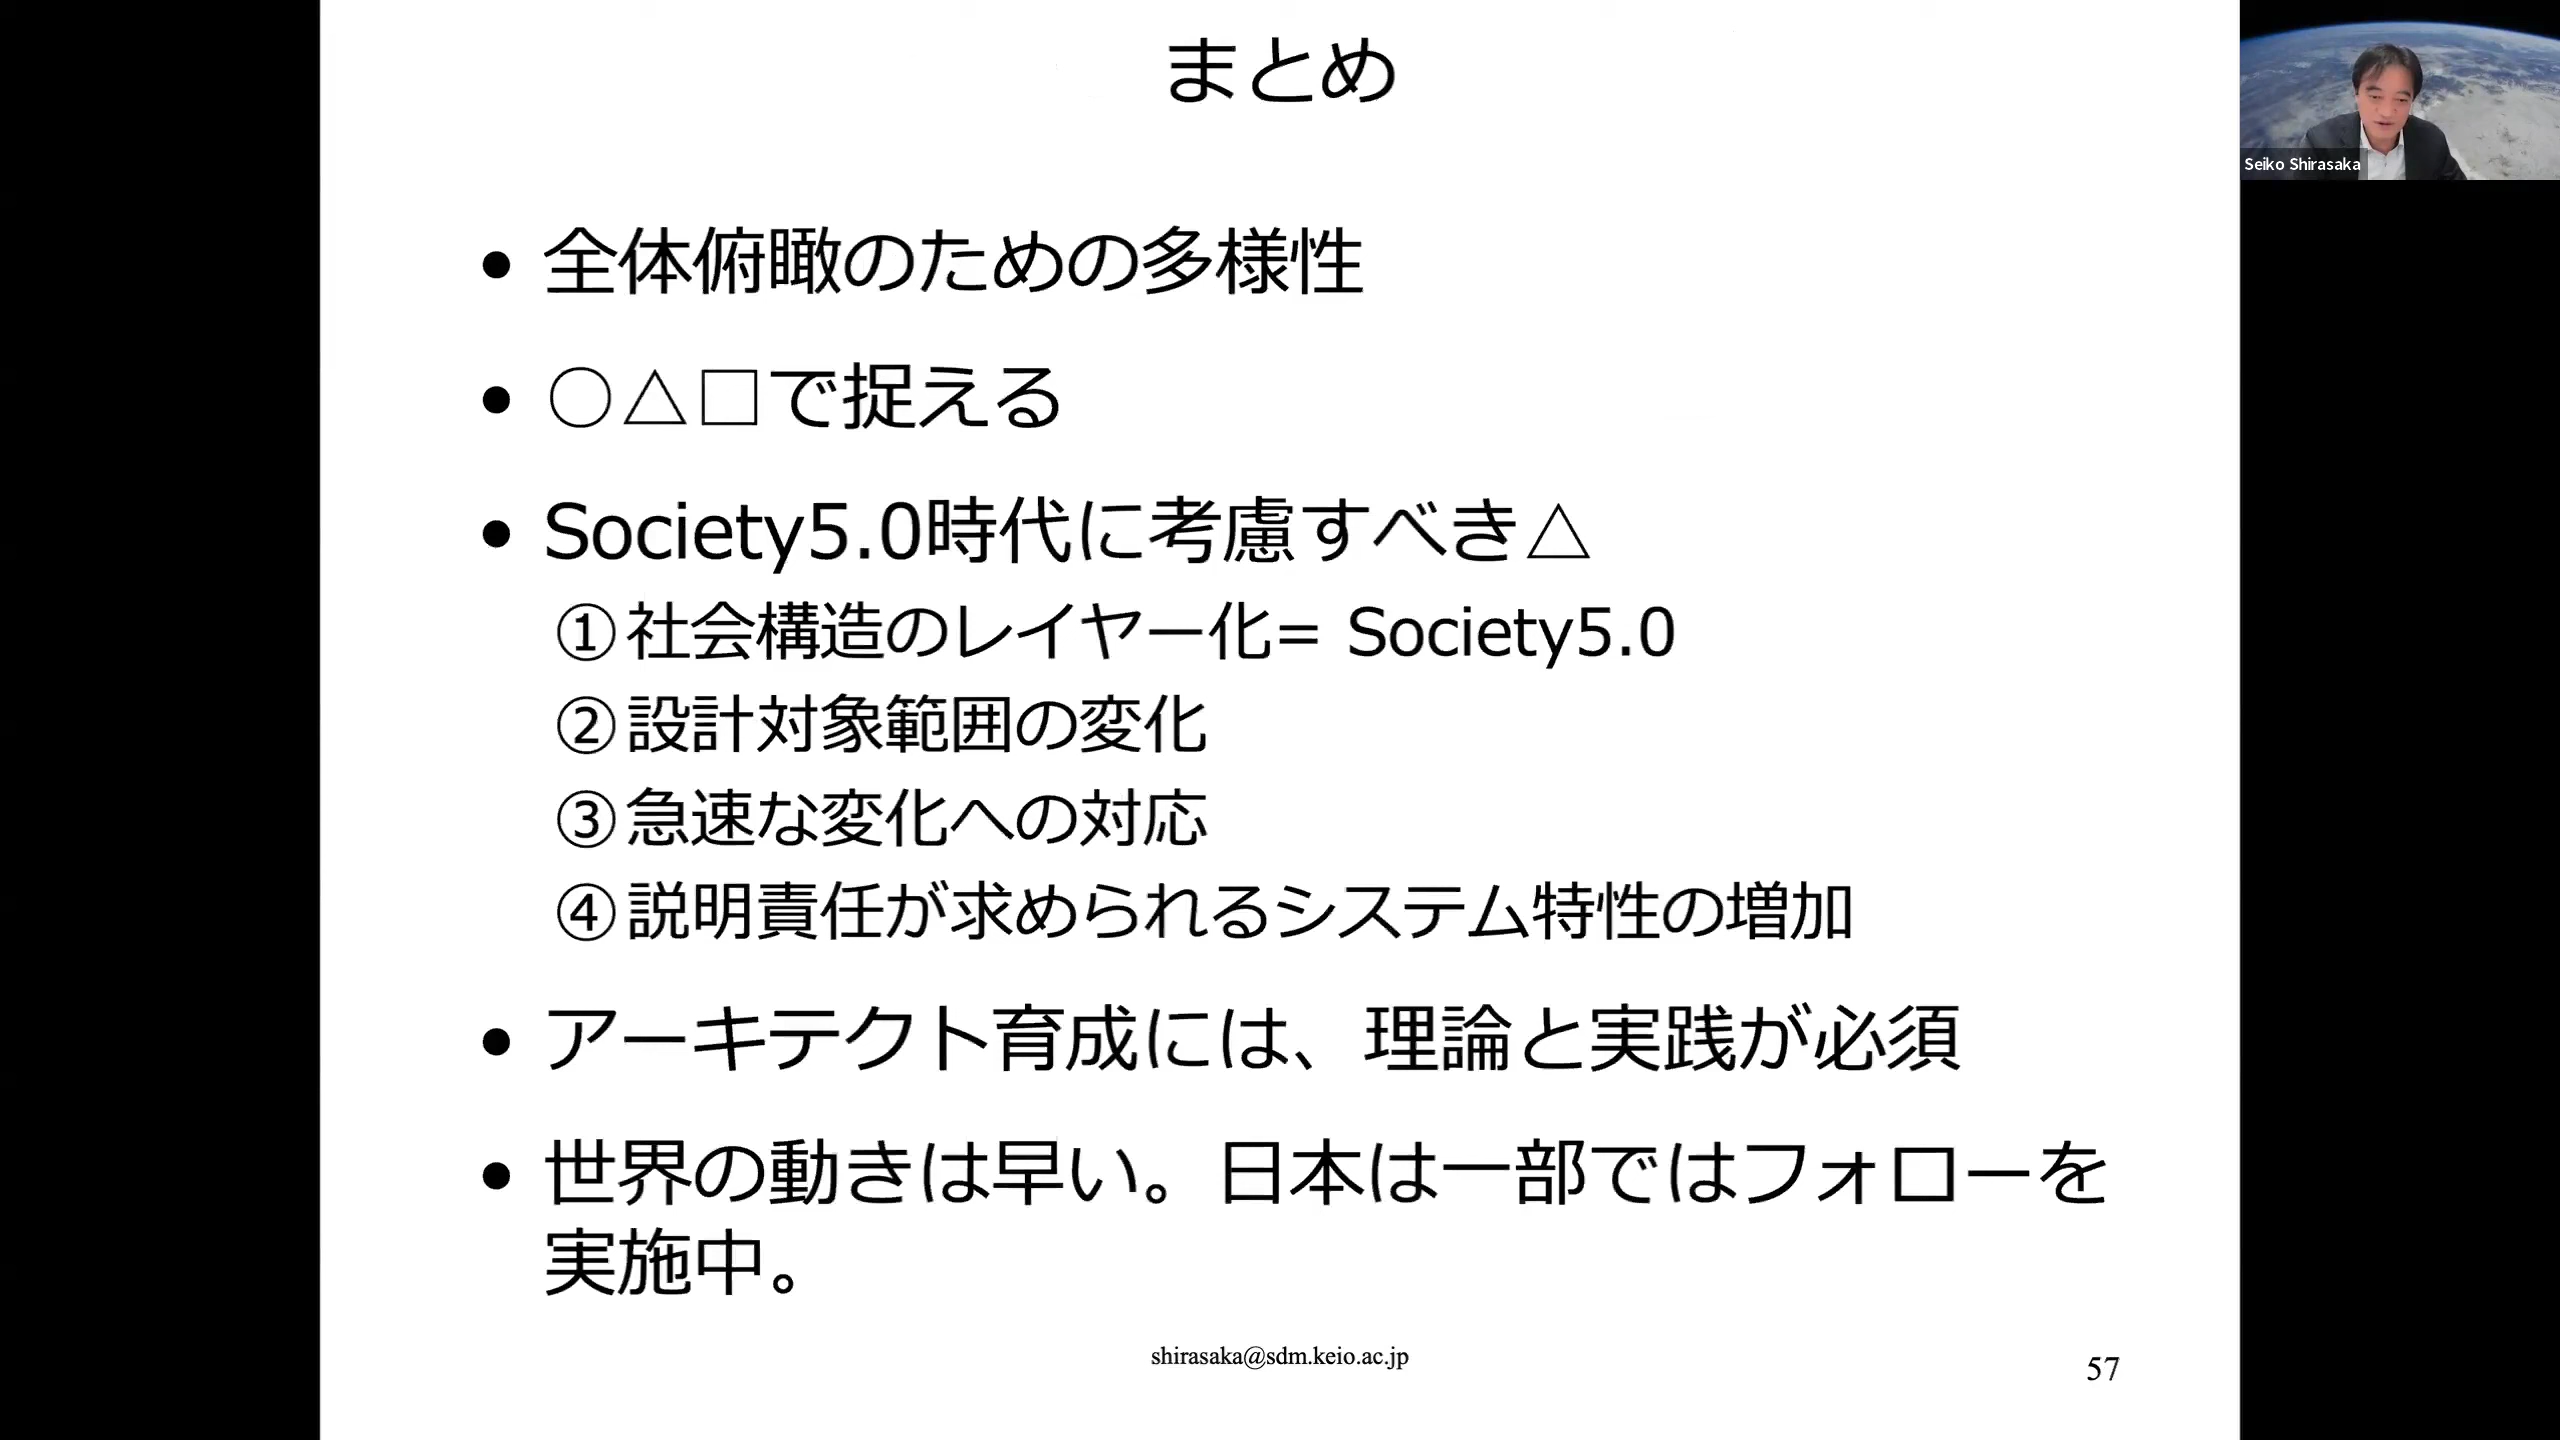 まとめ
Seiko Shirasaka
• 全体俯瞰のための多様性
• ○△□で捉える
• Society5.0時代に考慮すべき△
①社会構造のレイヤー化= Society5.0
②設計対象範囲の変化
③急速な変化への対応
④説明責任が求められるシステム特性の増加
• アーキテクト育成には、理論と実践が必須
• 世界の動きは早い。日本は一部ではフォローを
実施中。
shirasaka@sdm.keio.ac.jp
57